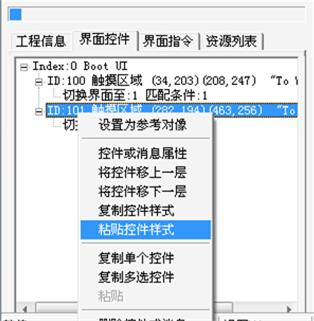 工程信息 界面控件 界面指令 资源列表
Index:0 Boot UI
ID:100 触摸区域 (34,203)(208,247) "To
切换界面至:1 匹配条件:1
ID:101 触摸区域 (282,194)(463,256) "To
切
设置为参考对像
控件或消息属性
将控件移上一层
将控件移下一层
复制控件样式
粘贴控件样式
复制单个控件
复制多选控件
粘贴